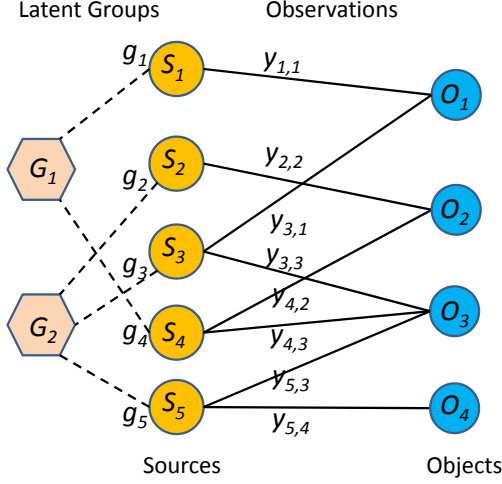 Latent Groups
Observations
g1
S1
y1,1
O1
G1
g2
S2
y2,2
O2
g3
S3
y3,1
y3,3
G2
g4
S4
y4,2
y4,3
O3
g5
S5
y5,3
y5,4
O4
Sources
Objects